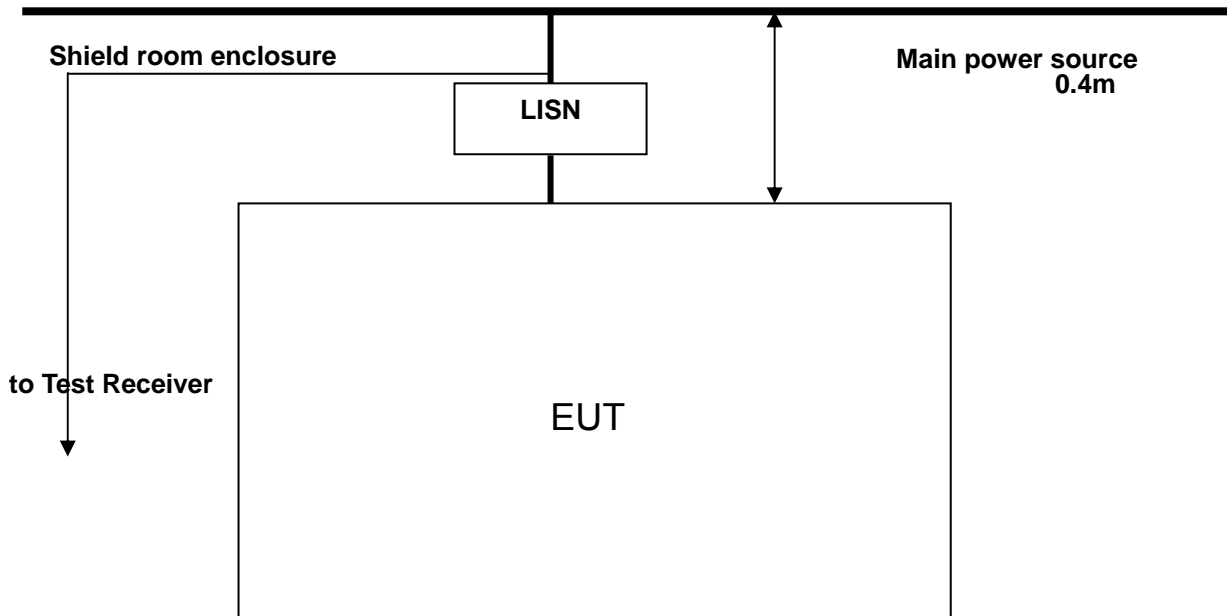 Shield room enclosure
Main power source
0.4m
LISN
to Test Receiver
EUT